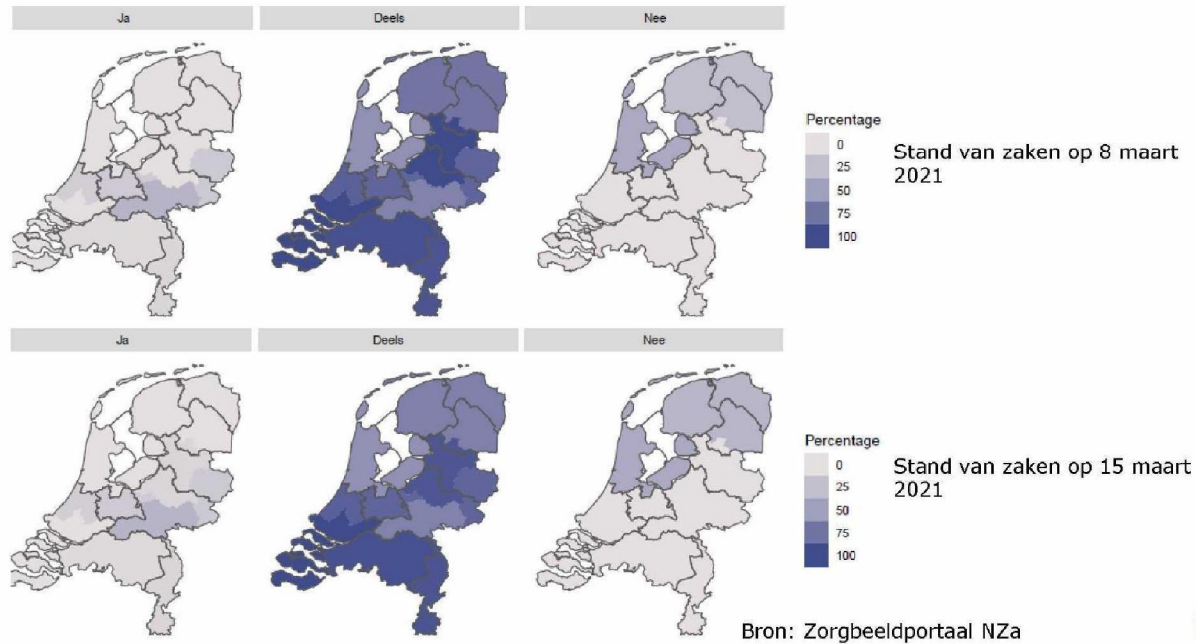 Ja
Deels
Nee
Percentage
0
25
50
75
100
Stand van zaken op 8 maart
2021
Ja
Deels
Nee
Percentage
0
25
50
75
100
Stand van zaken op 15 maart
2021
Bron: Zorgbeeldportaal NZa